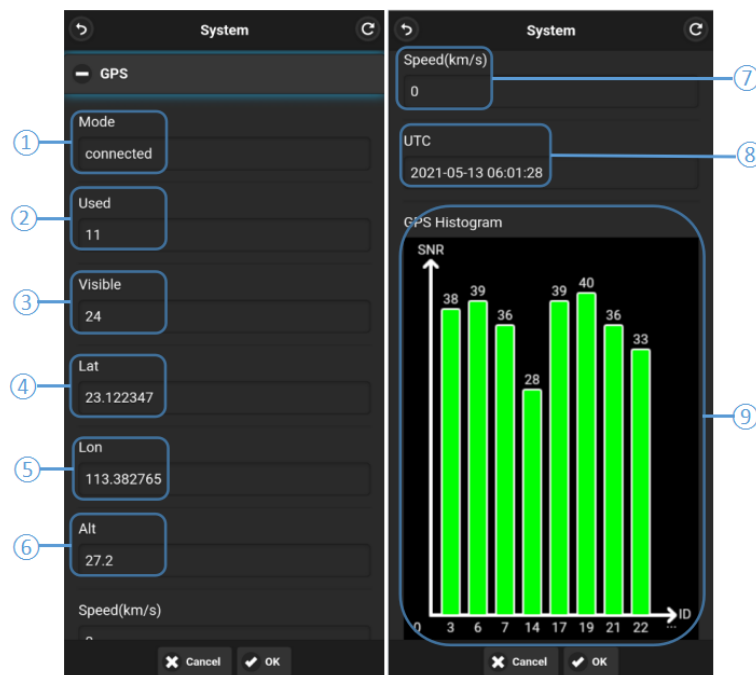 System
GPS
① Mode
connected
② Used
11
③ Visible
24
④ Lat
23.122347
⑤ Lon
113.382765
⑥ Alt
27.2
Speed(km/s)
Cancel OK
System
Speed(km/s) ⑦
0
UTC ⑧
2021-05-13 06:01:28
GPS Histogram
SNR
38 39 36 28 39 40 36 33
⑨
ID
0 3 6 7 14 17 19 21 22 ...
Cancel OK